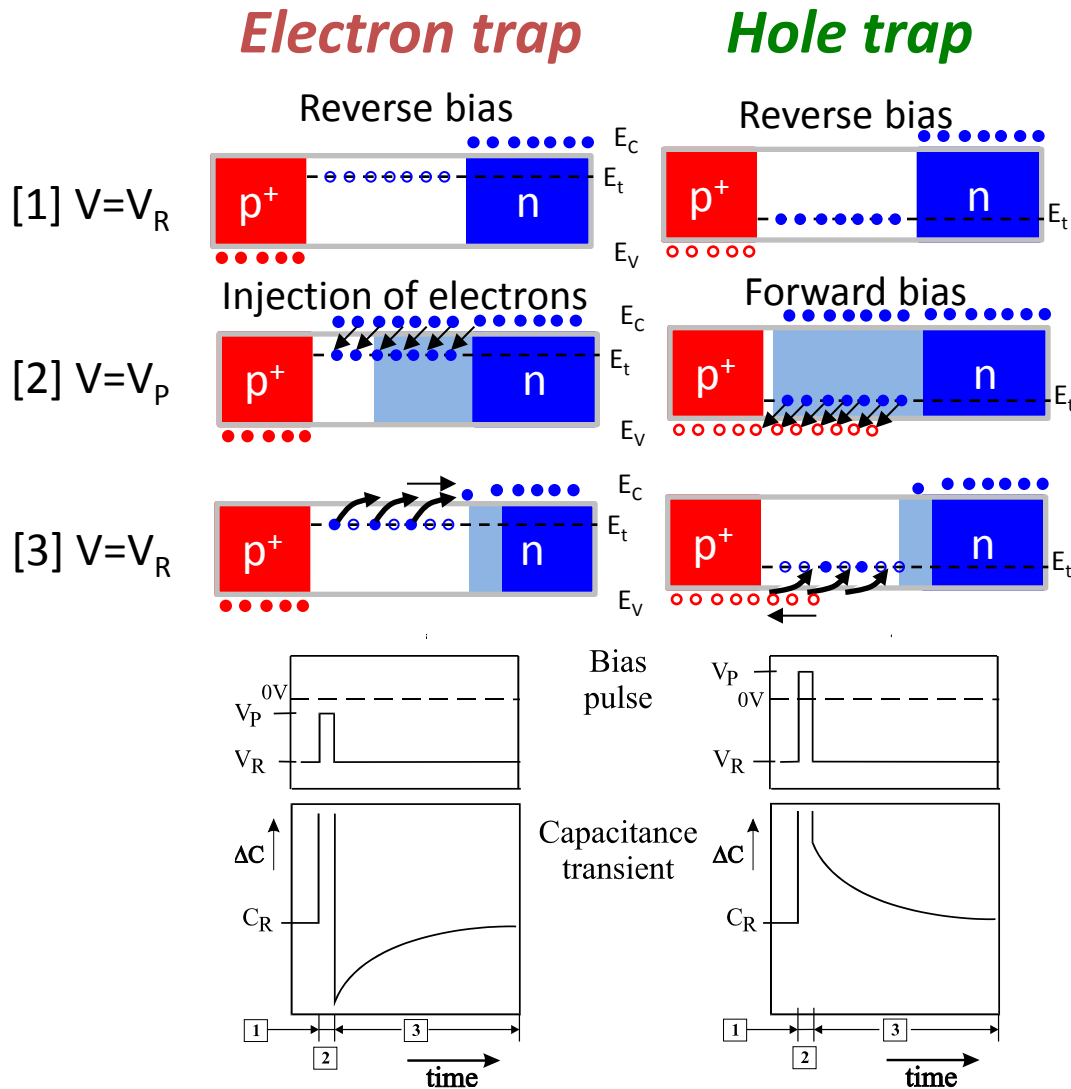 Electron trap
Hole trap
Reverse bias
Reverse bias
E_C
[1] V=V_R
p⁺
n
E_t
p⁺
n
E_t
E_V
Injection of electrons
Forward bias
E_C
[2] V=V_P
p⁺
n
E_t
p⁺
n
E_t
E_V
E_C
[3] V=V_R
p⁺
n
E_t
p⁺
n
E_t
E_V
Bias
pulse
0V
V_P
V_R
V_P
0V
V_R
Capacitance
transient
ΔC
C_R
ΔC
C_R
1
2
3
time
1
2
3
time